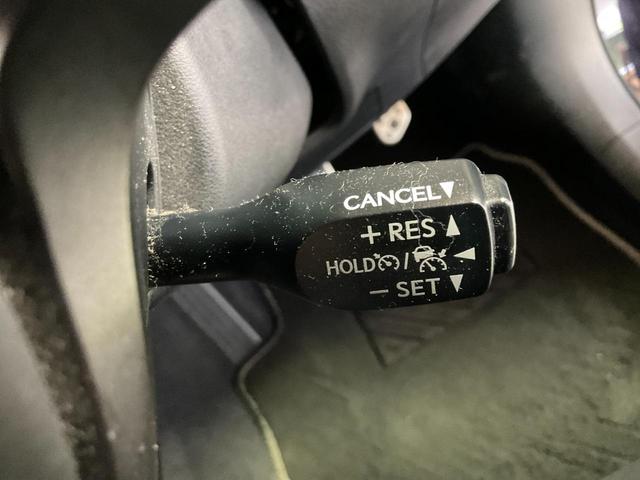 CANCEL▼
+ RES ▲
HOLD / ◀
− SET ▼